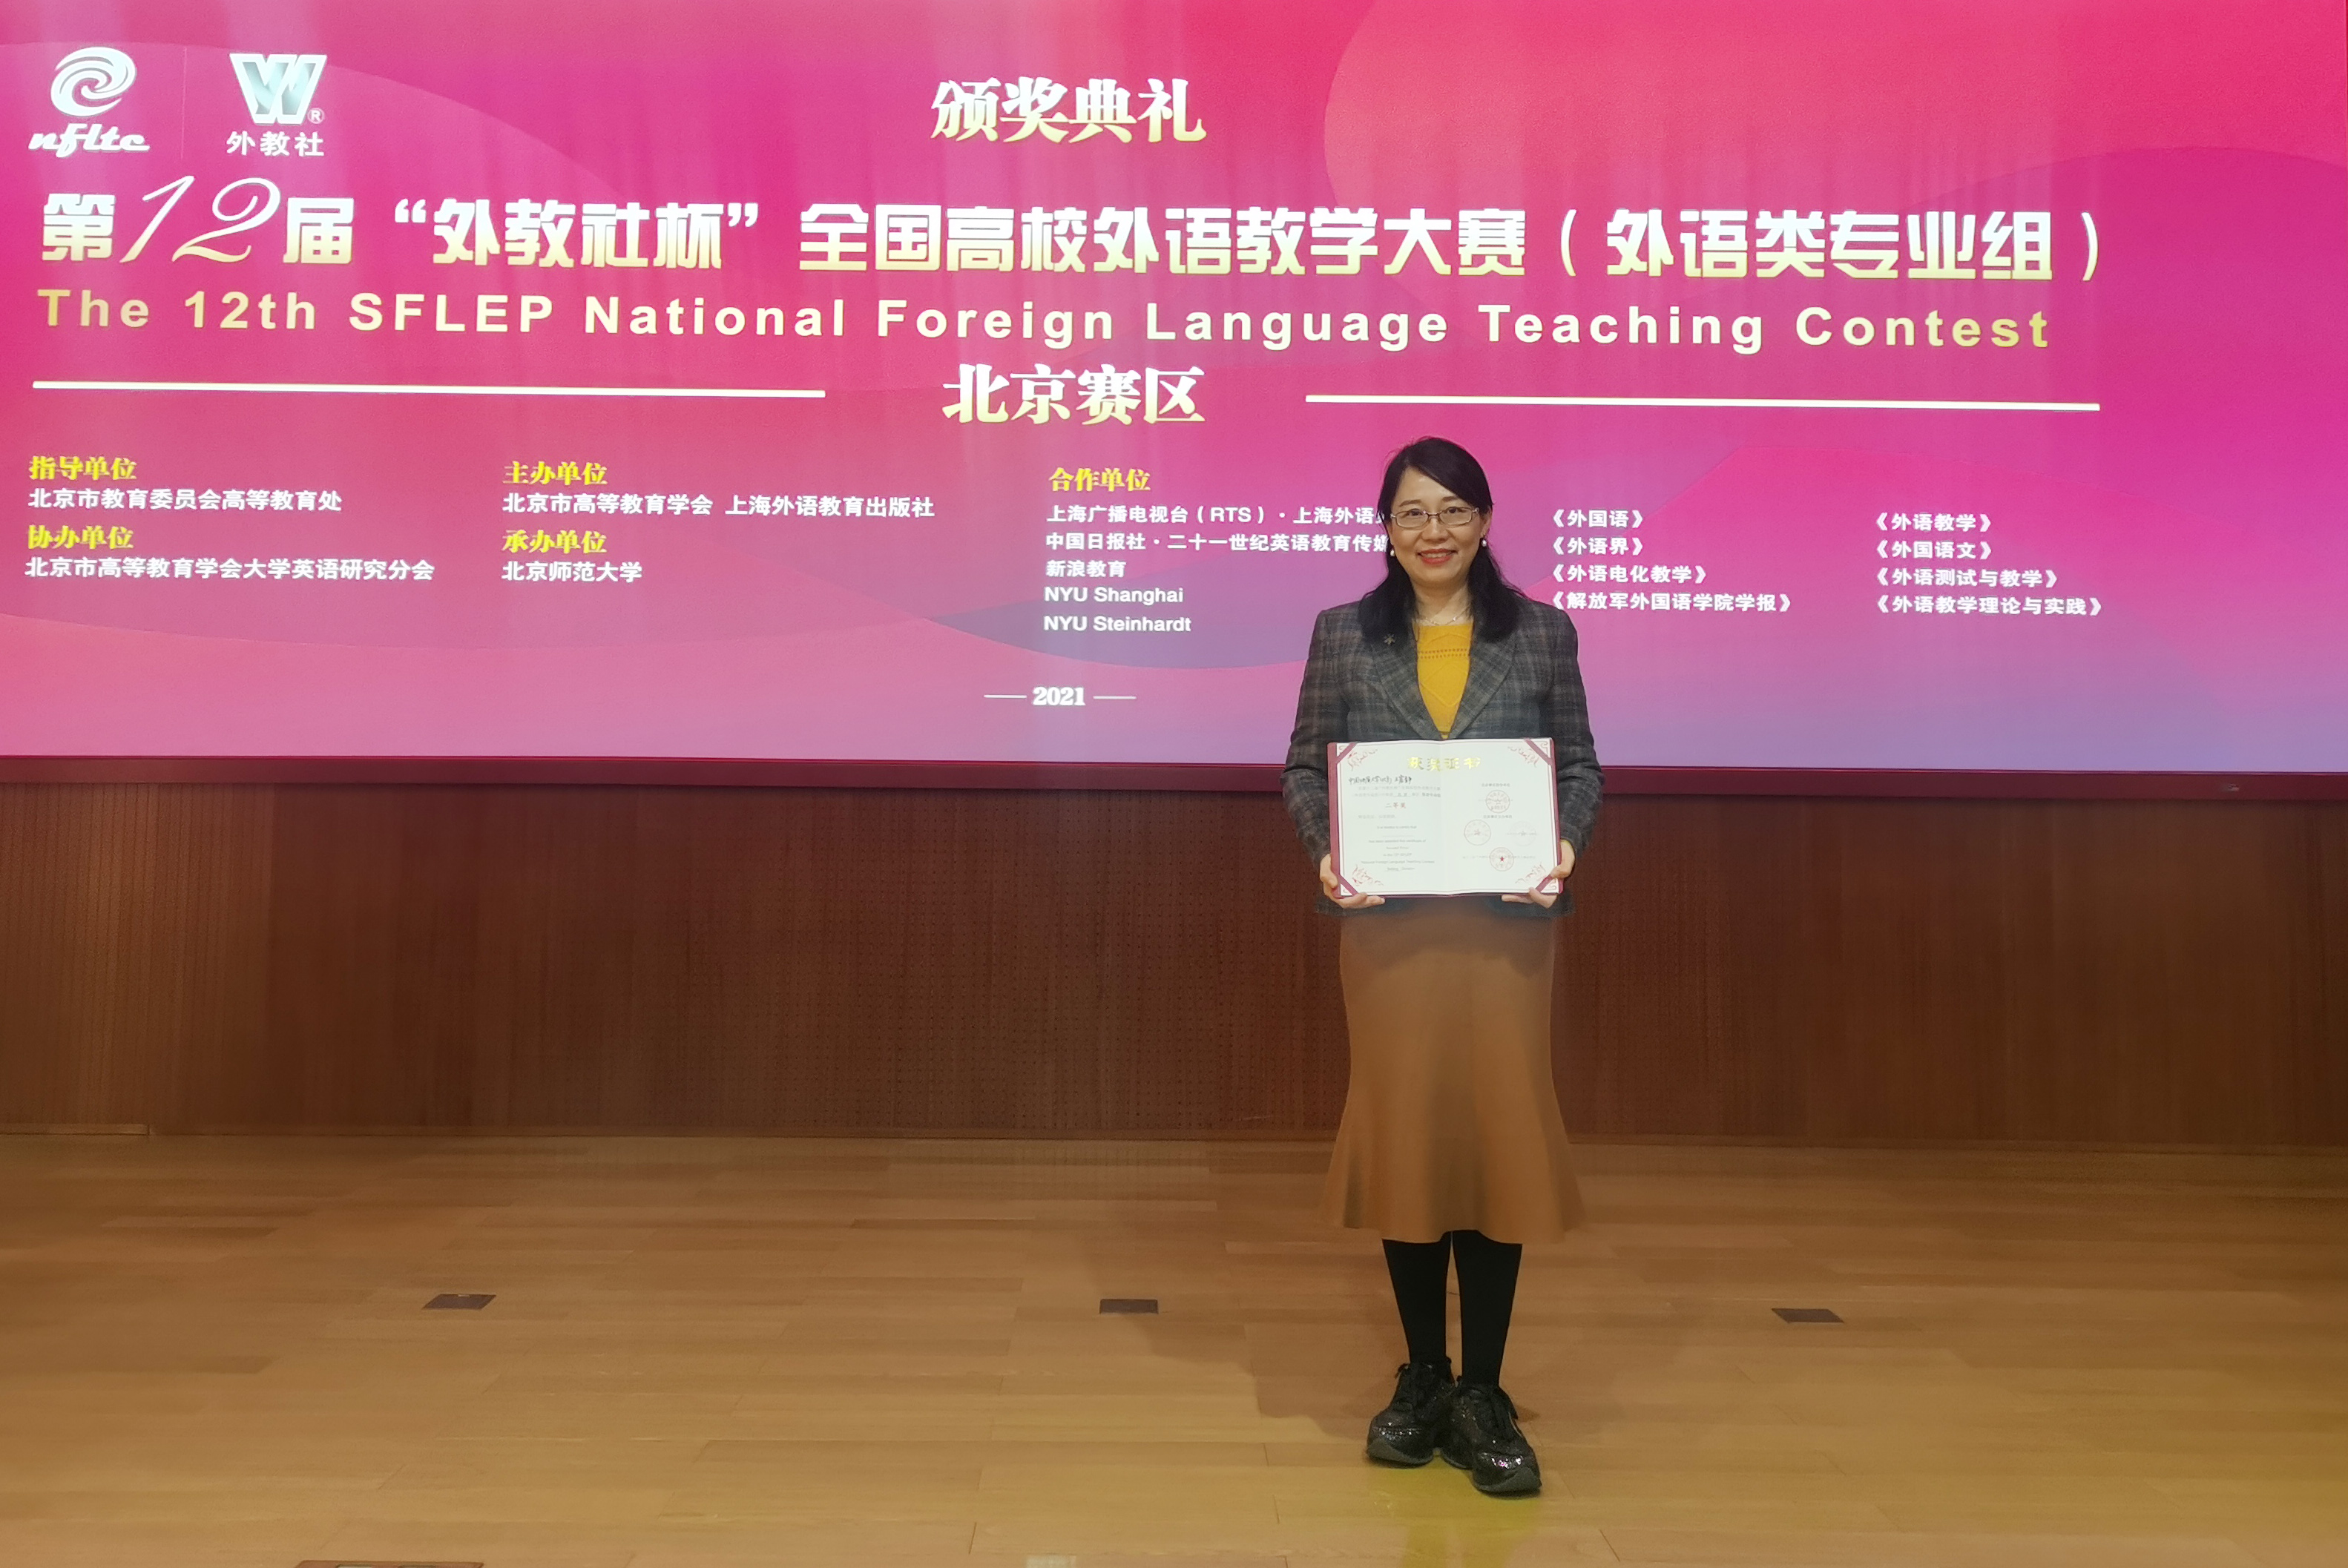 nfltc
W®
外教社
颁奖典礼
第12届“外教社杯”全国高校外语教学大赛（外语类专业组）
The 12th SFLEP National Foreign Language Teaching Contest
北京赛区
指导单位
北京市教育委员会高等教育处
协办单位
北京市高等教育学会大学英语研究分会
主办单位
北京市高等教育学会 上海外语教育出版社
承办单位
北京师范大学
合作单位
上海广播电视台（RTS）·上海外语
中国日报社·二十一世纪英语教育传媒
新浪教育
NYU Shanghai
NYU Steinhardt
《外国语》
《外语界》
《外语电化教学》
《解放军外国语学院学报》
《外语教学》
《外国语文》
《外语测试与教学》
《外语教学理论与实践》
2021
获奖证书
二等奖